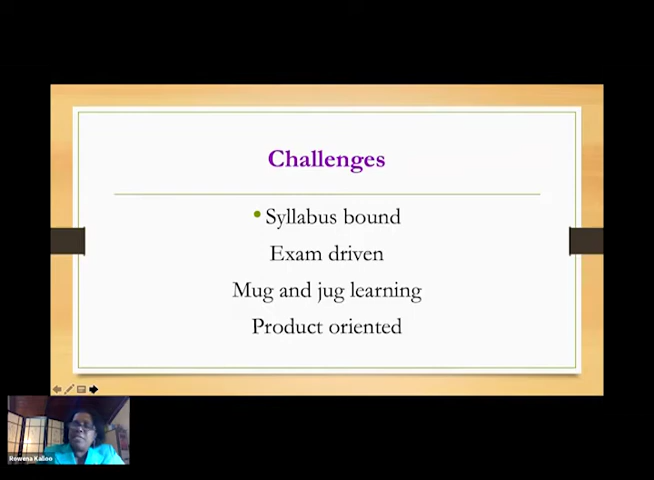 Challenges
• Syllabus bound
Exam driven
Mug and jug learning
Product oriented
Rowena Kalloo